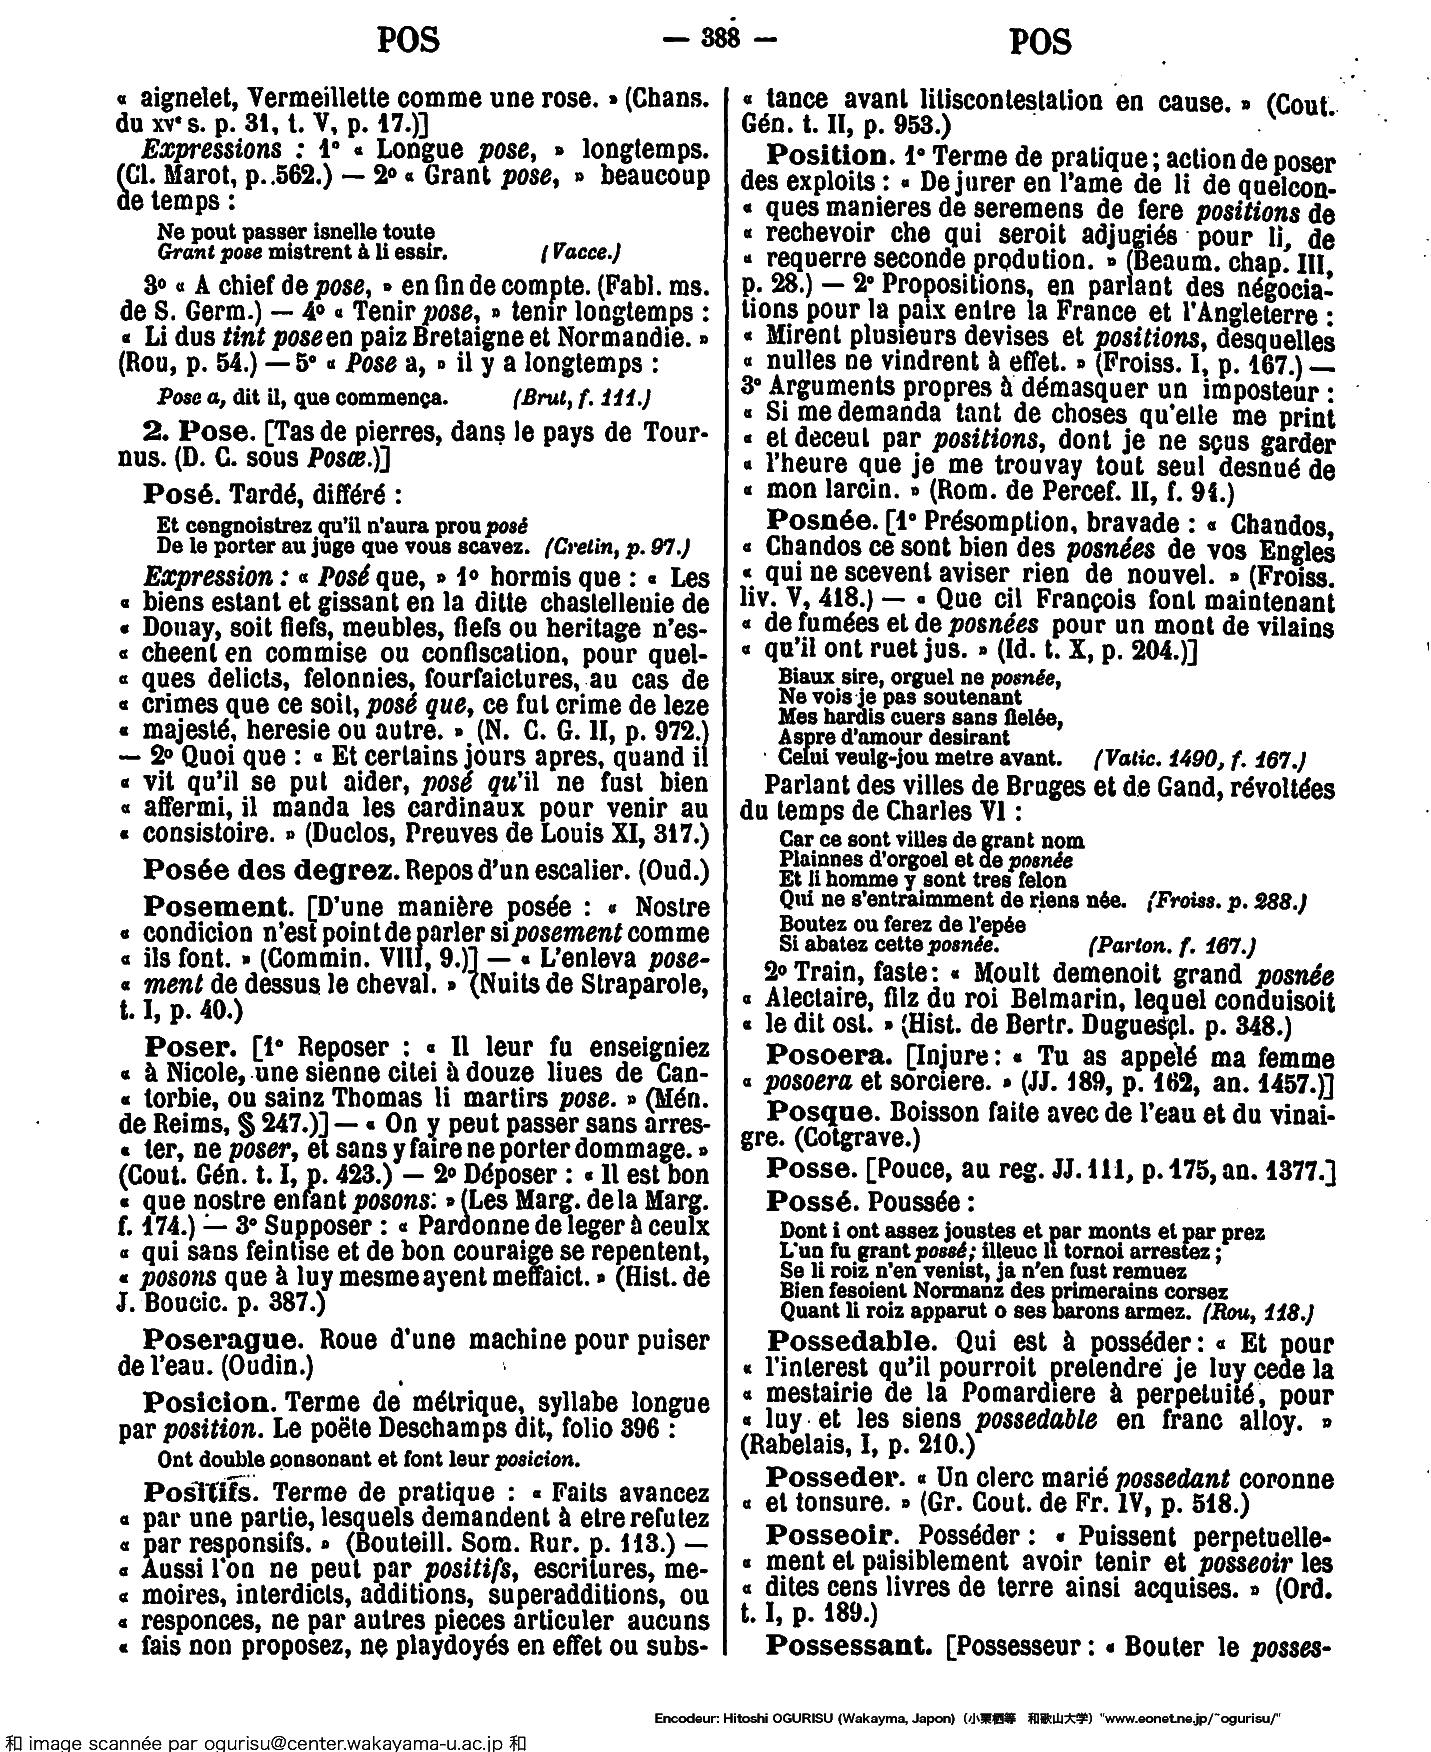 POS — 388 — POS
« aignelet, Vermeillette comme une rose. » (Chans.
du XVᵉ s. p. 31, t. V, p. 17.)]
Expressions : 1° « Longue pose, » longtemps.
(Cl. Marot, p. 562.) — 2° « Grant pose, » beaucoup
de temps :
Ne pout passer isnelle toute
Grant pose mistrent à li essir. (Vacce.)
3° « A chief de pose, » en fin de compte. (Fabl. ms.
de S. Germ.) — 4° « Tenir pose, » tenir longtemps :
« Li dus tint pose en paiz Bretaigne et Normandie. »
(Rou, p. 54.) — 5° « Pose a, » il y a longtemps :
Pose a, dit il, que commença. (Brut, f. 111.)
2. Pose. [Tas de pierres, dans le pays de Tour-
nus. (D. C. sous Posæ.)]
Posé. Tardé, différé :
Et congnoistrez qu'il n'aura prou posé
De le porter au juge que vous scavez. (Cretin, p. 97.)
Expression : « Posé que, » 1° hormis que : « Les
« biens estant et gissant en la ditte chastellenie de
« Douay, soit fiefs, meubles, fiefs ou heritage n'es-
« cheent en commise ou confiscation, pour quel-
« ques delicts, felonnies, fourfaictures, au cas de
« crimes que ce soit, posé que, ce fut crime de leze
« majesté, heresie ou autre. » (N. C. G. II, p. 972.)
— 2° Quoi que : « Et certains jours apres, quand il
« vit qu'il se put aider, posé qu'il ne fust bien
« affermi, il manda les cardinaux pour venir au
« consistoire. » (Duclos, Preuves de Louis XI, 317.)
Posée des degrez. Repos d'un escalier. (Oud.)
Posement. [D'une manière posée : « Nostre
« condicion n'est point de parler si posement comme
« ils font. » (Commin. VIII, 9.)] — « L'enleva pose-
« ment de dessus le cheval. » (Nuits de Straparole,
t. I, p. 40.)
Poser. [1° Reposer : « Il leur fu enseigniez
« à Nicole, une sienne citei à douze liues de Can-
« torbie, ou sainz Thomas li martirs pose. » (Mén.
de Reims, § 247.)] — « On y peut passer sans arres-
« ter, ne poser, et sans y faire ne porter dommage. »
(Cout. Gén. t. I, p. 423.) — 2° Déposer : « Il est bon
« que nostre enfant posons. » (Les Marg. de la Marg.
f. 174.) — 3° Supposer : « Pardonne de leger à ceulx
« qui sans feintise et de bon couraige se repentent,
« posons que à luy mesme ayent meffaict. » (Hist. de
J. Boucic. p. 387.)
Poserague. Roue d'une machine pour puiser
de l'eau. (Oudin.)
Posicion. Terme de métrique, syllabe longue
par position. Le poëte Deschamps dit, folio 396 :
Ont double consonant et font leur posicion.
Positifs. Terme de pratique : « Faits avancez
« par une partie, lesquels demandent à etre refutez
« par responsifs. » (Bouteill. Som. Rur. p. 113.) —
« Aussi l'on ne peut par positifs, escritures, me-
« moires, interdicts, additions, superadditions, ou
« responces, ne par autres pieces articuler aucuns
« fais non proposez, ne playdoyés en effet ou subs-
« tance avant litiscontestation en cause. » (Cout.
Gén. t. II, p. 953.)
Position. 1° Terme de pratique ; action de poser
des exploits : « De jurer en l'ame de li de quelcon-
« ques manieres de seremens de fere positions de
« rechevoir che qui seroit adjugiés pour li, de
« requerre seconde prodution. » (Beaum. chap. III,
p. 28.) — 2° Propositions, en parlant des négocia-
tions pour la paix entre la France et l'Angleterre :
« Mirent plusieurs devises et positions, desquelles
« nulles ne vindrent à effet. » (Froiss. I, p. 167.) —
3° Arguments propres à démasquer un imposteur :
« Si me demanda tant de choses qu'elle me print
« et deceut par positions, dont je ne sçus garder
« l'heure que je me trouvay tout seul desnué de
« mon larcin. » (Rom. de Percef. II, f. 94.)
Posnée. [1° Présomption, bravade : « Chandos,
« Chandos ce sont bien des posnées de vos Engles
« qui ne scevent aviser rien de nouvel. » (Froiss.
liv. V, 418.) — « Que cil François font maintenant
« de fumées et de posnées pour un mont de vilains
« qu'il ont ruet jus. » (Id. t. X, p. 204.)]
Biaux sire, orguel ne posnée,
Ne vois je pas soutenant
Mes hardis cuers sans fielée,
Aspre d'amour desirant
Celui veulg-jou metre avant. (Vatic. 1490, f. 167.)
Parlant des villes de Bruges et de Gand, révoltées
du temps de Charles VI :
Car ce sont villes de grant nom
Plainnes d'orgoel et de posnée
Et li homme y sont tres felon
Qui ne s'entraimment de riens née. (Froiss. p. 288.)
Boutez ou ferez de l'epée
Si abatez cette posnée. (Parton. f. 167.)
2° Train, faste : « Moult demenoit grand posnée
« Alectaire, filz du roi Belmarin, lequel conduisoit
« le dit ost. » (Hist. de Bertr. Duguescl. p. 348.)
Posoera. [Injure : « Tu as appelé ma femme
« posoera et sorciere. » (JJ. 189, p. 162, an. 1457.)]
Posque. Boisson faite avec de l'eau et du vinai-
gre. (Cotgrave.)
Posse. [Pouce, au reg. JJ. 111, p. 175, an. 1377.]
Possé. Poussée :
Dont i ont assez joustes et par monts et par prez
L'un fu grant possé ; illeuc li tornoi arrestez ;
Se li roiz n'en venist, ja n'en fust remuez
Bien fesoient Normanz des primerains corsez
Quant li roiz apparut o ses barons armez. (Rou, 118.)
Possedable. Qui est à posséder : « Et pour
« l'interest qu'il pourroit pretendre je luy cede la
« mestairie de la Pomardiere à perpetuité, pour
« luy et les siens possedable en franc alloy. »
(Rabelais, I, p. 210.)
Posseder. « Un clerc marié possedant coronne
« et tonsure. » (Gr. Cout. de Fr. IV, p. 518.)
Posseoir. Posséder : « Puissent perpetuelle-
« ment et paisiblement avoir tenir et posseoir les
« dites cens livres de terre ainsi acquises. » (Ord.
t. I, p. 189.)
Possessant. [Possesseur : « Bouter le posses-
Encodeur: Hitoshi OGURISU (Wakayma, Japon) (小栗栖等 和歌山大学) "www.eonet.ne.jp/~ogurisu/"
和 image scannée par ogurisu@center.wakayama-u.ac.jp 和